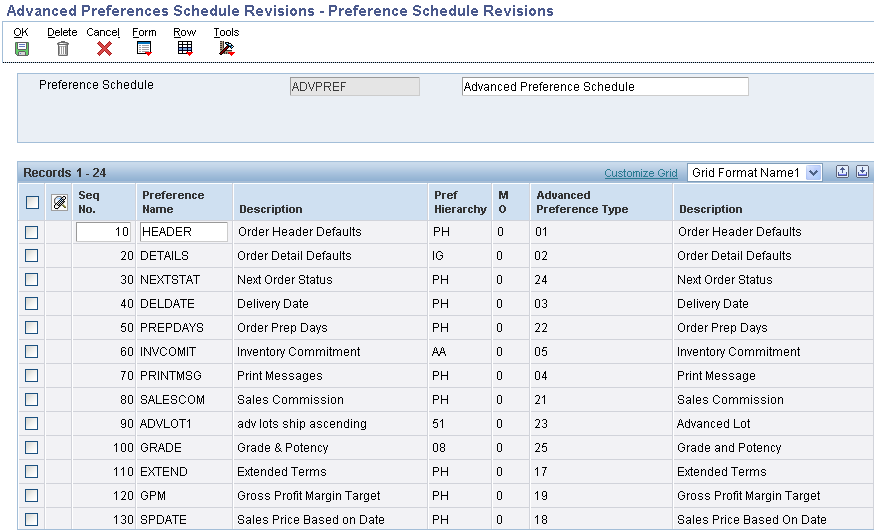 Advanced Preferences Schedule Revisions - Preference Schedule Revisions
OK Delete Cancel Form Row Tools
Preference Schedule ADVPREF Advanced Preference Schedule
Records 1 - 24 Customize Grid Grid Format Name1
Seq No. Preference Name Description Pref Hierarchy M O Advanced Preference Type Description
10 HEADER Order Header Defaults PH 0 01 Order Header Defaults
20 DETAILS Order Detail Defaults IG 0 02 Order Detail Defaults
30 NEXTSTAT Next Order Status PH 0 24 Next Order Status
40 DELDATE Delivery Date PH 0 03 Delivery Date
50 PREPDAYS Order Prep Days PH 0 22 Order Prep Days
60 INVCOMIT Inventory Commitment AA 0 05 Inventory Commitment
70 PRINTMSG Print Messages PH 0 04 Print Message
80 SALESCOM Sales Commission PH 0 21 Sales Commission
90 ADVLOT1 adv lots ship ascending 51 0 23 Advanced Lot
100 GRADE Grade & Potency 08 0 25 Grade and Potency
110 EXTEND Extended Terms PH 0 17 Extended Terms
120 GPM Gross Profit Margin Target PH 0 19 Gross Profit Margin Target
130 SPDATE Sales Price Based On Date PH 0 18 Sales Price Based on Date